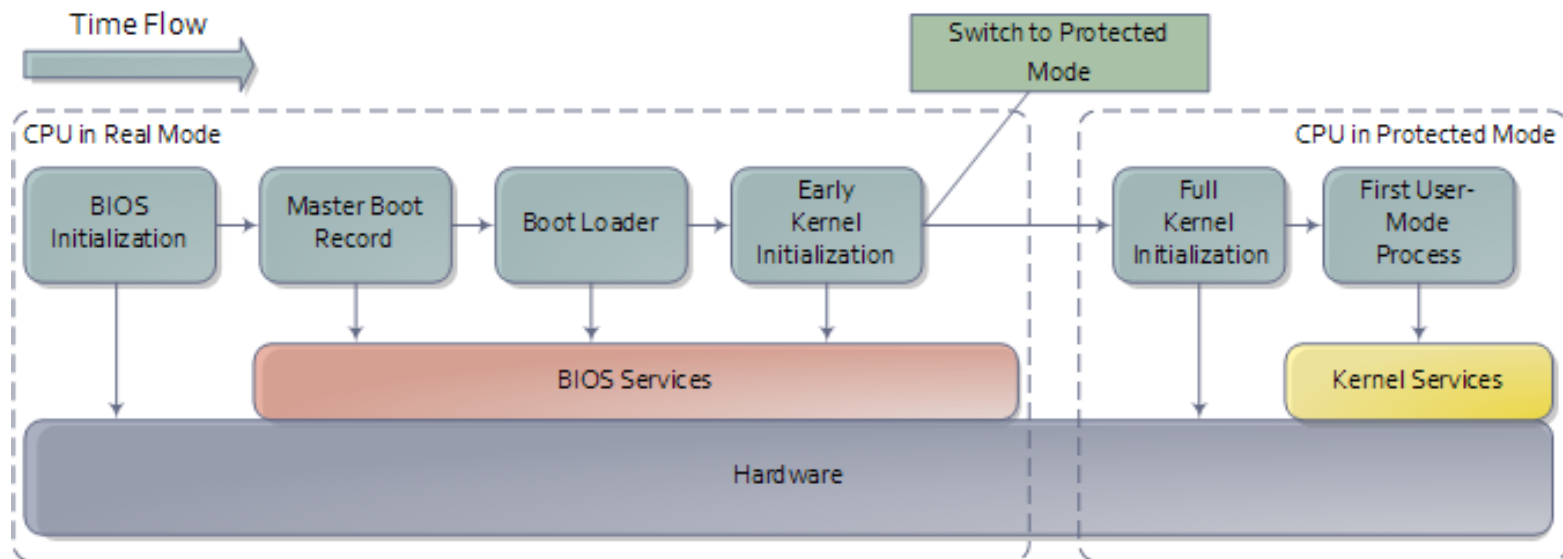 Time Flow
Switch to Protected
Mode
CPU in Real Mode
CPU in Protected Mode
BIOS
Initialization
Master Boot
Record
Boot Loader
Early
Kernel
Initialization
Full
Kernel
Initialization
First User-
Mode
Process
BIOS Services
Kernel Services
Hardware